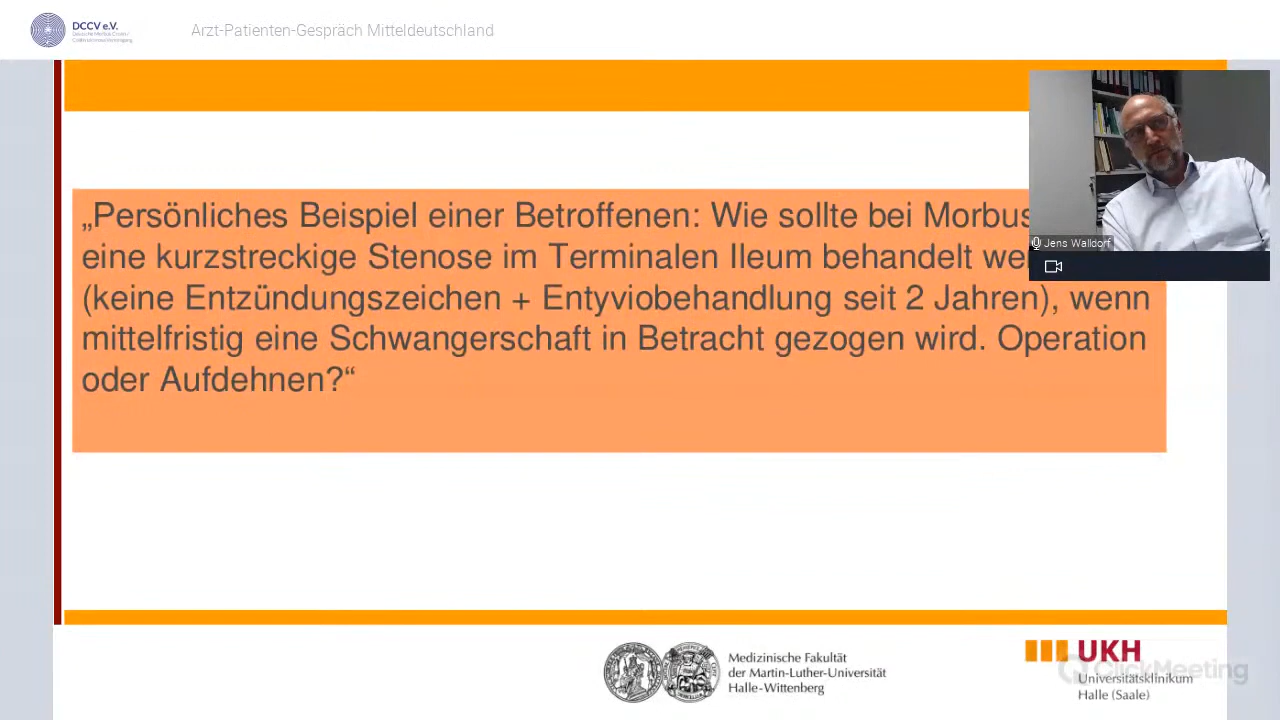 DCCV e.V.
Arzt-Patienten-Gespräch Mitteldeutschland
Jens Walldorf
„Persönliches Beispiel einer Betroffenen: Wie sollte bei Morbus
eine kurzstreckige Stenose im Terminalen Ileum behandelt
(keine Entzündungszeichen + Entyviobehandlung seit 2 Jahren), wenn
mittelfristig eine Schwangerschaft in Betracht gezogen wird. Operation
oder Aufdehnen?“
Medizinische Fakultät
der Martin-Luther-Universität
Halle-Wittenberg
UKH
ClickMeeting
Universitätsklinikum
Halle (Saale)